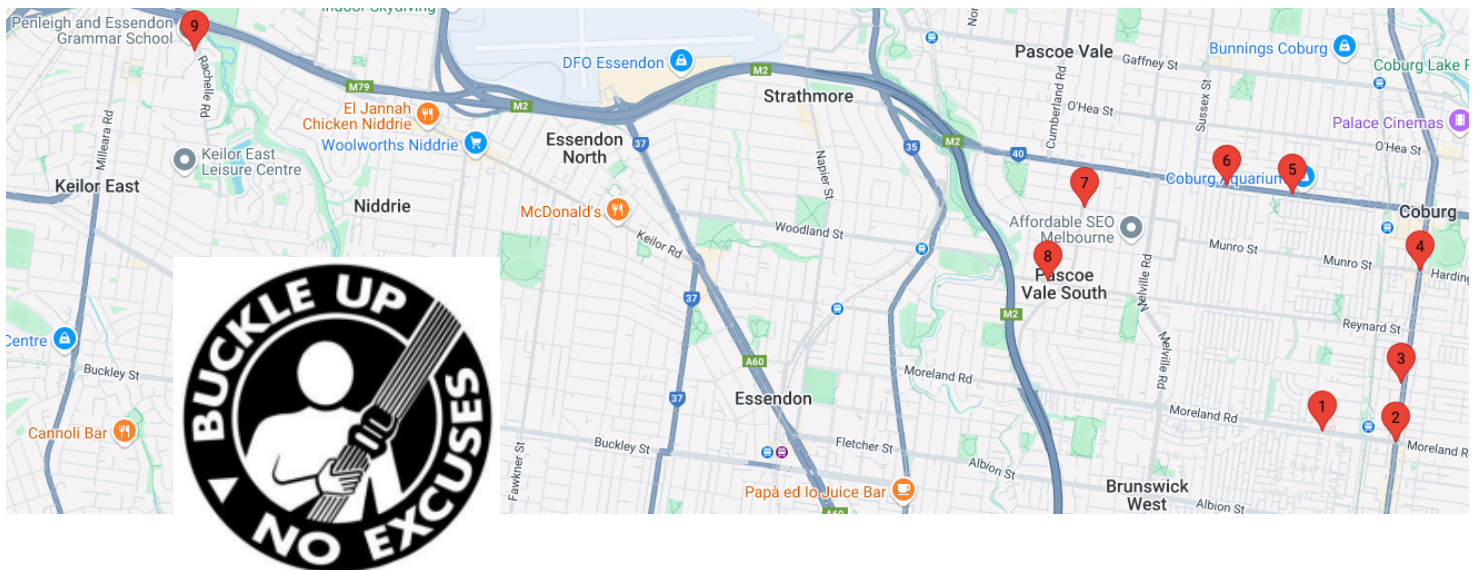 Indoor Skydiving
Penleigh and Essendon
Grammar School
9
Rachelle Rd
Milleara Rd
M79
M2
El Jannah
Chicken Niddrie
Woolworths Niddrie
Keilor East
Leisure Centre
Keilor East
Niddrie
DFO Essendon
M2
Strathmore
Essendon
North
37
McDonald's
Keilor Rd
Napier St
Woodland St
35
M2
40
Pascoe Vale
Gaffney St
Bunnings Coburg
Coburg Lake
Cumberland Rd
O'Hea St
Sussex St
Palace Cinemas
O'Hea St
6
Coburg Aquarium
5
7
Coburg
Affordable SEO
Melbourne
Munro St
4
Munro St
Harding
8
Pascoe
Vale South
Melville Rd
Reynard St
M2
37
A60
Melville Rd
3
Centre
Buckley St
Essendon
Moreland Rd
37
Moreland Rd
1
2
Moreland R
Cannoli Bar
Fawkner St
Buckley St
Fletcher St
Albion St
Papà ed Io Juice Bar
Brunswick
West
Albion St
A60
BUCKLE UP
NO EXCUSES